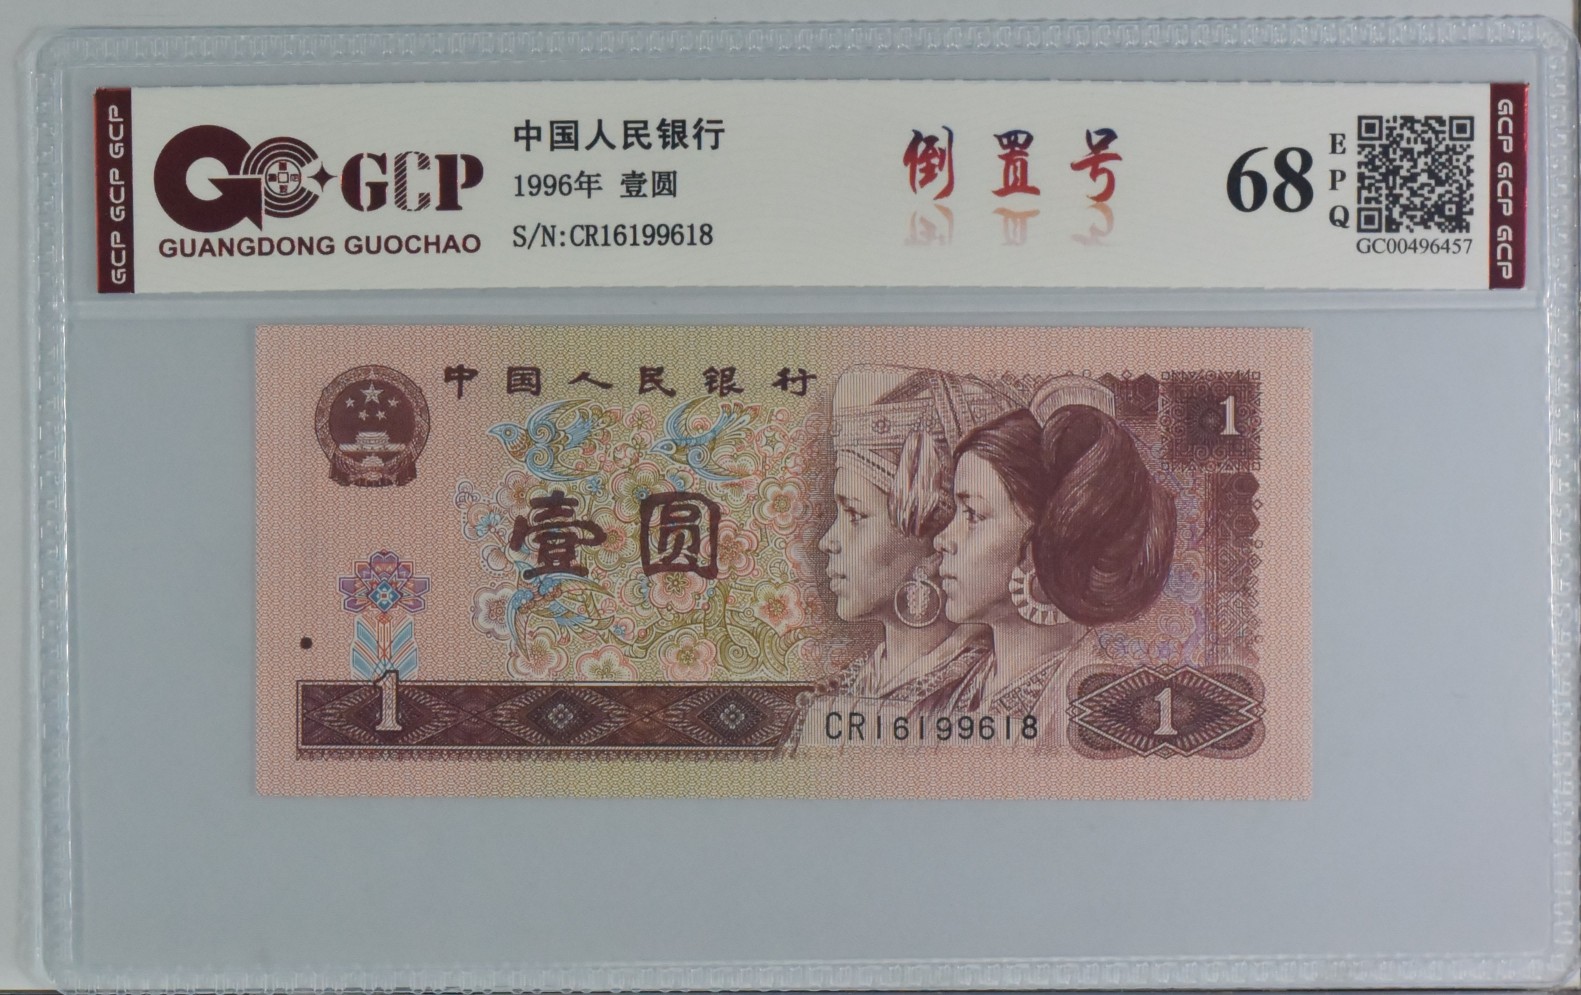 GCP GCP GCP
GCP
GUANGDONG GUOCHAO
中国人民银行
1996年 壹圆
S/N:CR16199618
倒置号
68
EPQ
GC00496457
GCP GCP GCP
中国人民银行
1
壹圆
1
CR16199618
1